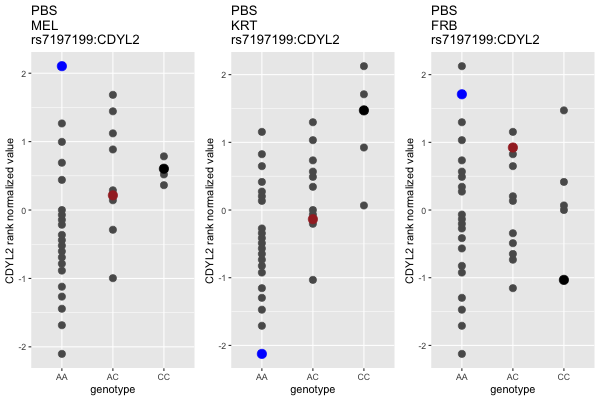 PBS
MEL
rs7197199:CDYL2
CDYL2 rank normalized value
2
1
0
-1
-2
AA
AC
CC
genotype
PBS
KRT
rs7197199:CDYL2
CDYL2 rank normalized value
2
1
0
-1
-2
AA
AC
CC
genotype
PBS
FRB
rs7197199:CDYL2
CDYL2 rank normalized value
2
1
0
-1
-2
AA
AC
CC
genotype